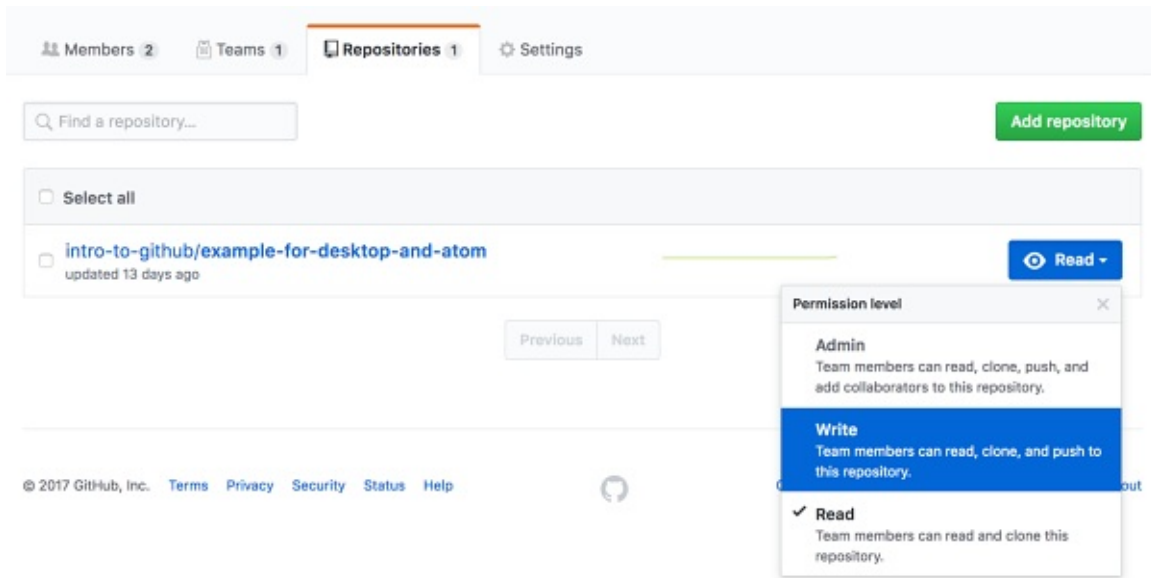 Members 2 Teams 1 Repositories 1 Settings
Find a repository...
Add repository
Select all
intro-to-github/example-for-desktop-and-atom
updated 13 days ago
Read
Permission level
Previous Next
Admin
Team members can read, clone, push, and
add collaborators to this repository.
Write
Team members can read, clone, and push to
this repository.
Read
Team members can read and clone this
repository.
© 2017 GitHub, Inc. Terms Privacy Security Status Help